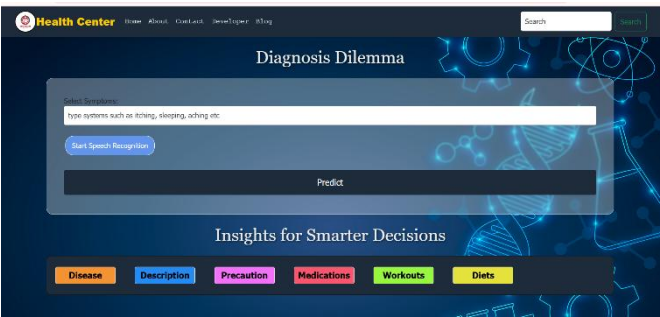 Health Center Home About Contact Developer Blog Search Search
Diagnosis Dilemma
Select Symptoms:
type systems such as itching, sleeping, aching etc
Start Speech Recognition
Predict
Insights for Smarter Decisions
Disease Description Precaution Medications Workouts Diets